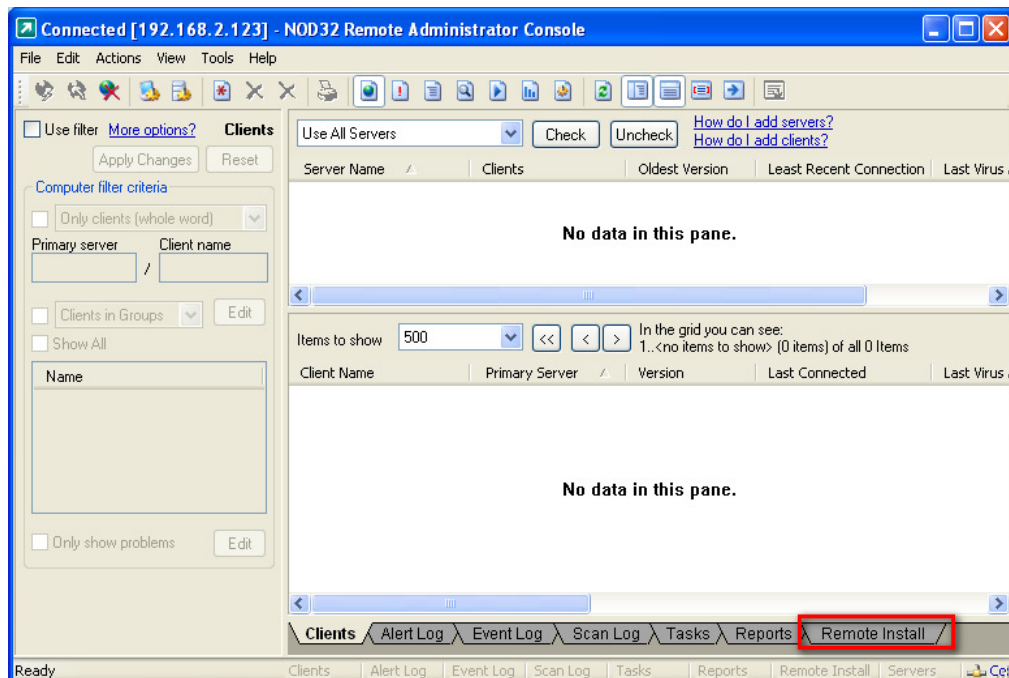 Connected [192.168.2.123] - NOD32 Remote Administrator Console
File Edit Actions View Tools Help
Use filter More options? Clients
Apply Changes Reset
Computer filter criteria
Only clients (whole word)
Primary server Client name
/
Clients in Groups Edit
Show All
Name
Only show problems Edit
Use All Servers Check Uncheck How do I add servers?
How do I add clients?
Server Name Clients Oldest Version Least Recent Connection Last Virus
No data in this pane.
Items to show 500 << < > In the grid you can see:
1..<no items to show> (0 items) of all 0 Items
Client Name Primary Server Version Last Connected Last Virus
No data in this pane.
Clients Alert Log Event Log Scan Log Tasks Reports Remote Install
Ready Clients Alert Log Event Log Scan Log Tasks Reports Remote Install Servers